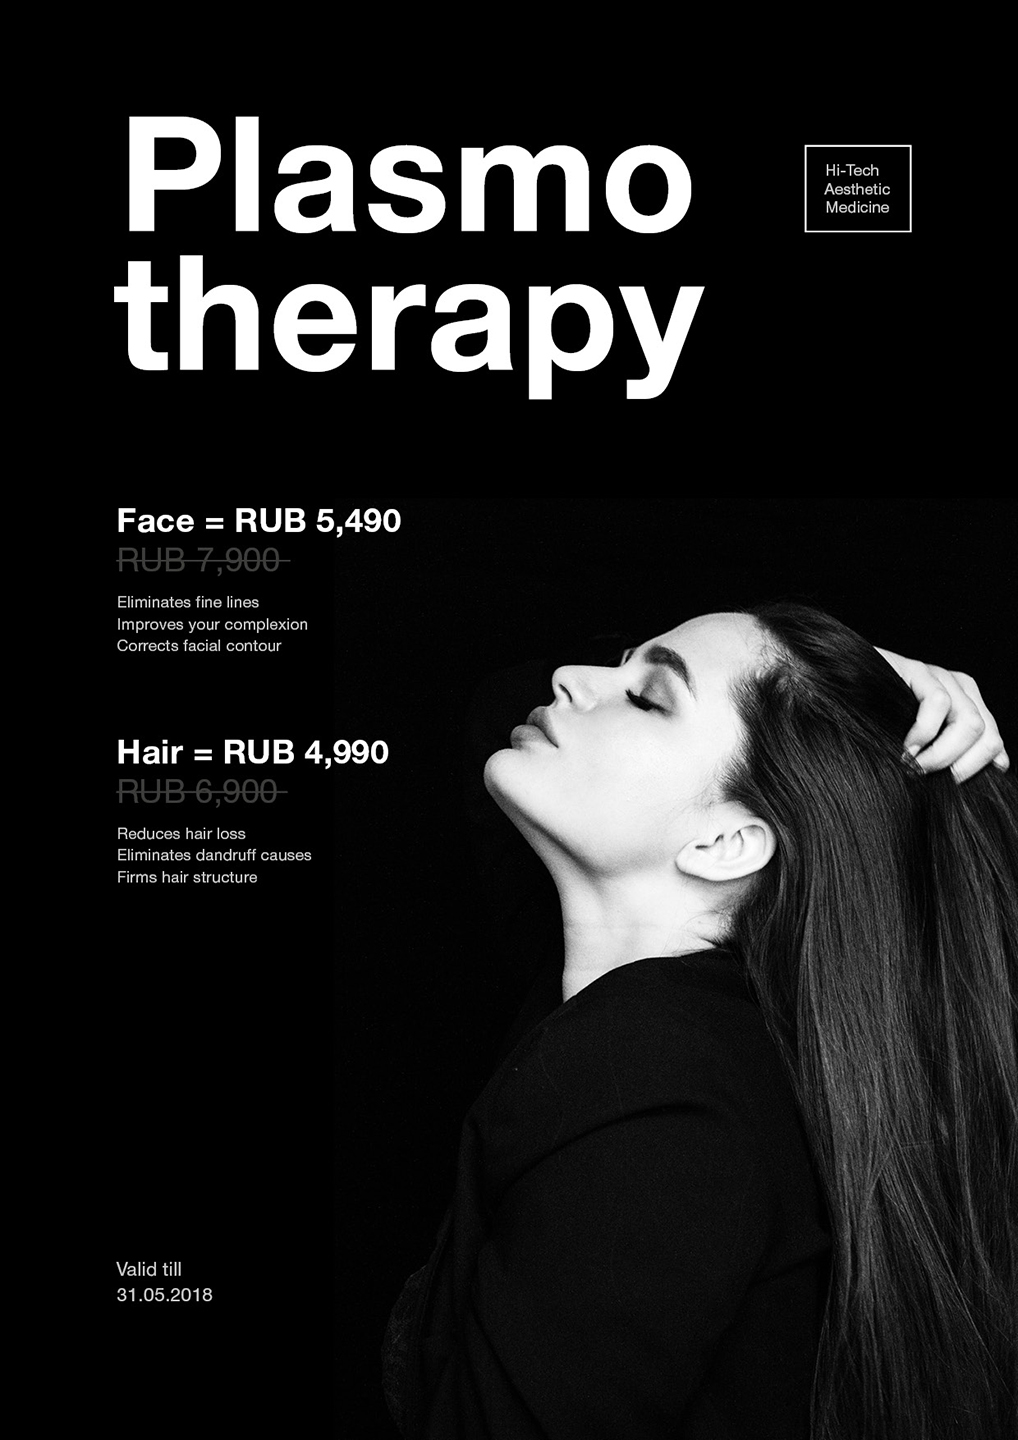 Plasmo
therapy
Hi-Tech
Aesthetic
Medicine
Face = RUB 5,490
RUB 7,900
Eliminates fine lines
Improves your complexion
Corrects facial contour
Hair = RUB 4,990
RUB 6,900
Reduces hair loss
Eliminates dandruff causes
Firms hair structure
Valid till
31.05.2018